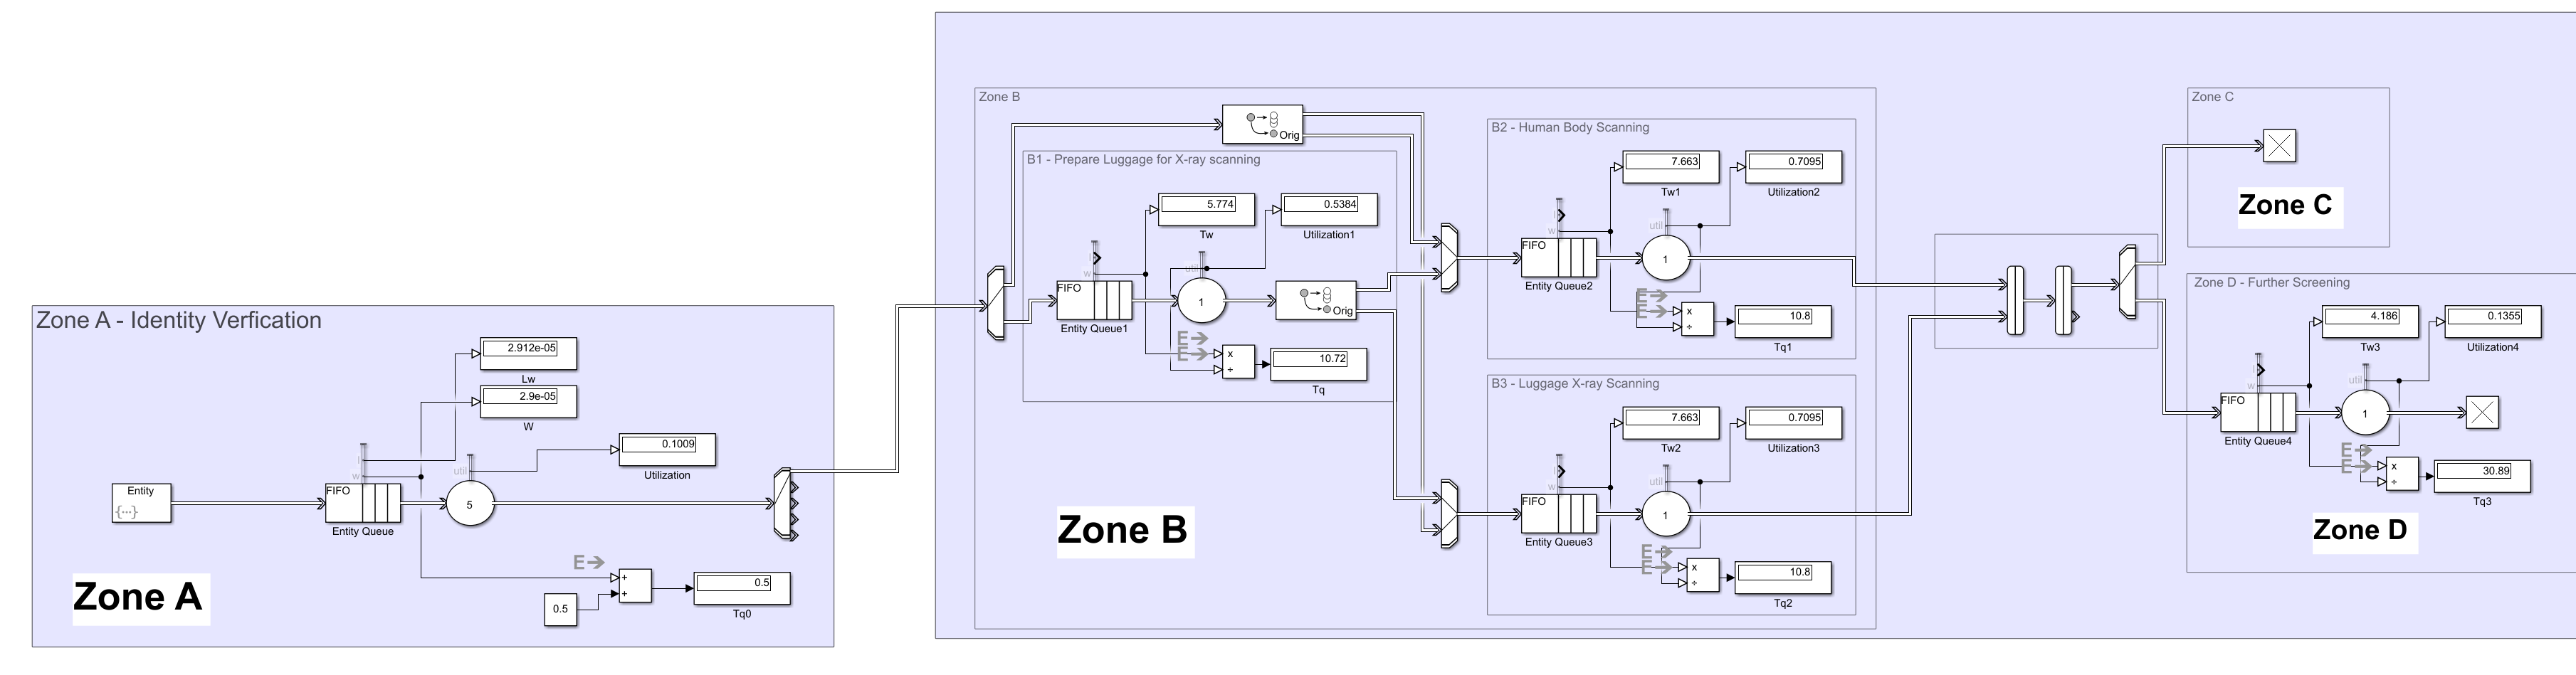 Zone A - Identity Verfication
2.912e-05
Lw
2.9e-05
W
0.1009
Utilization
l
w
util
Entity
{...}
FIFO
Entity Queue
5
E
+
+
0.5
0.5
Tq0
Zone A
Zone B
Orig
B1 - Prepare Luggage for X-ray scanning
5.774
Tw
0.5384
Utilization1
l
w
util
FIFO
Entity Queue1
1
Orig
E
E
x
÷
10.72
Tq
Zone B
B2 - Human Body Scanning
7.663
Tw1
0.7095
Utilization2
l
w
util
FIFO
Entity Queue2
1
E
E
x
÷
10.8
Tq1
B3 - Luggage X-ray Scanning
7.663
Tw2
0.7095
Utilization3
l
w
util
FIFO
Entity Queue3
1
E
E
x
÷
10.8
Tq2
Zone C
Zone C
Zone D - Further Screening
4.186
Tw3
0.1355
Utilization4
l
w
util
FIFO
Entity Queue4
1
E
E
x
÷
30.89
Tq3
Zone D